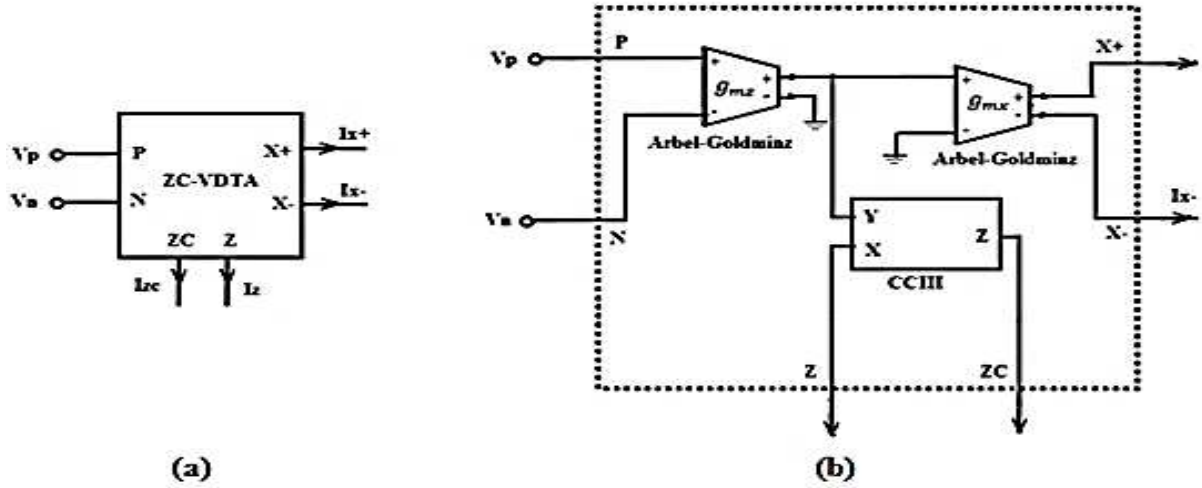 Vp
P
Ix+
X+
ZC-VDTA
Vn
N
Ix-
X-
ZC Z
Izc Iz
(a)
P
Vp
X+
+ +
gmz
- -
+ +
gmx
- -
Arbel-Goldminz
Arbel-Goldminz
Vn
N
Y
X
Z
CCIII
Ix-
X-
Z
ZC
(b)